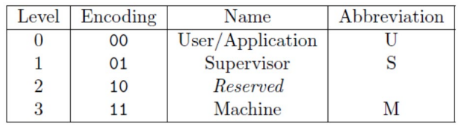 Level Encoding Name Abbreviation
0 00 User/Application U
1 01 Supervisor S
2 10 Reserved
3 11 Machine M